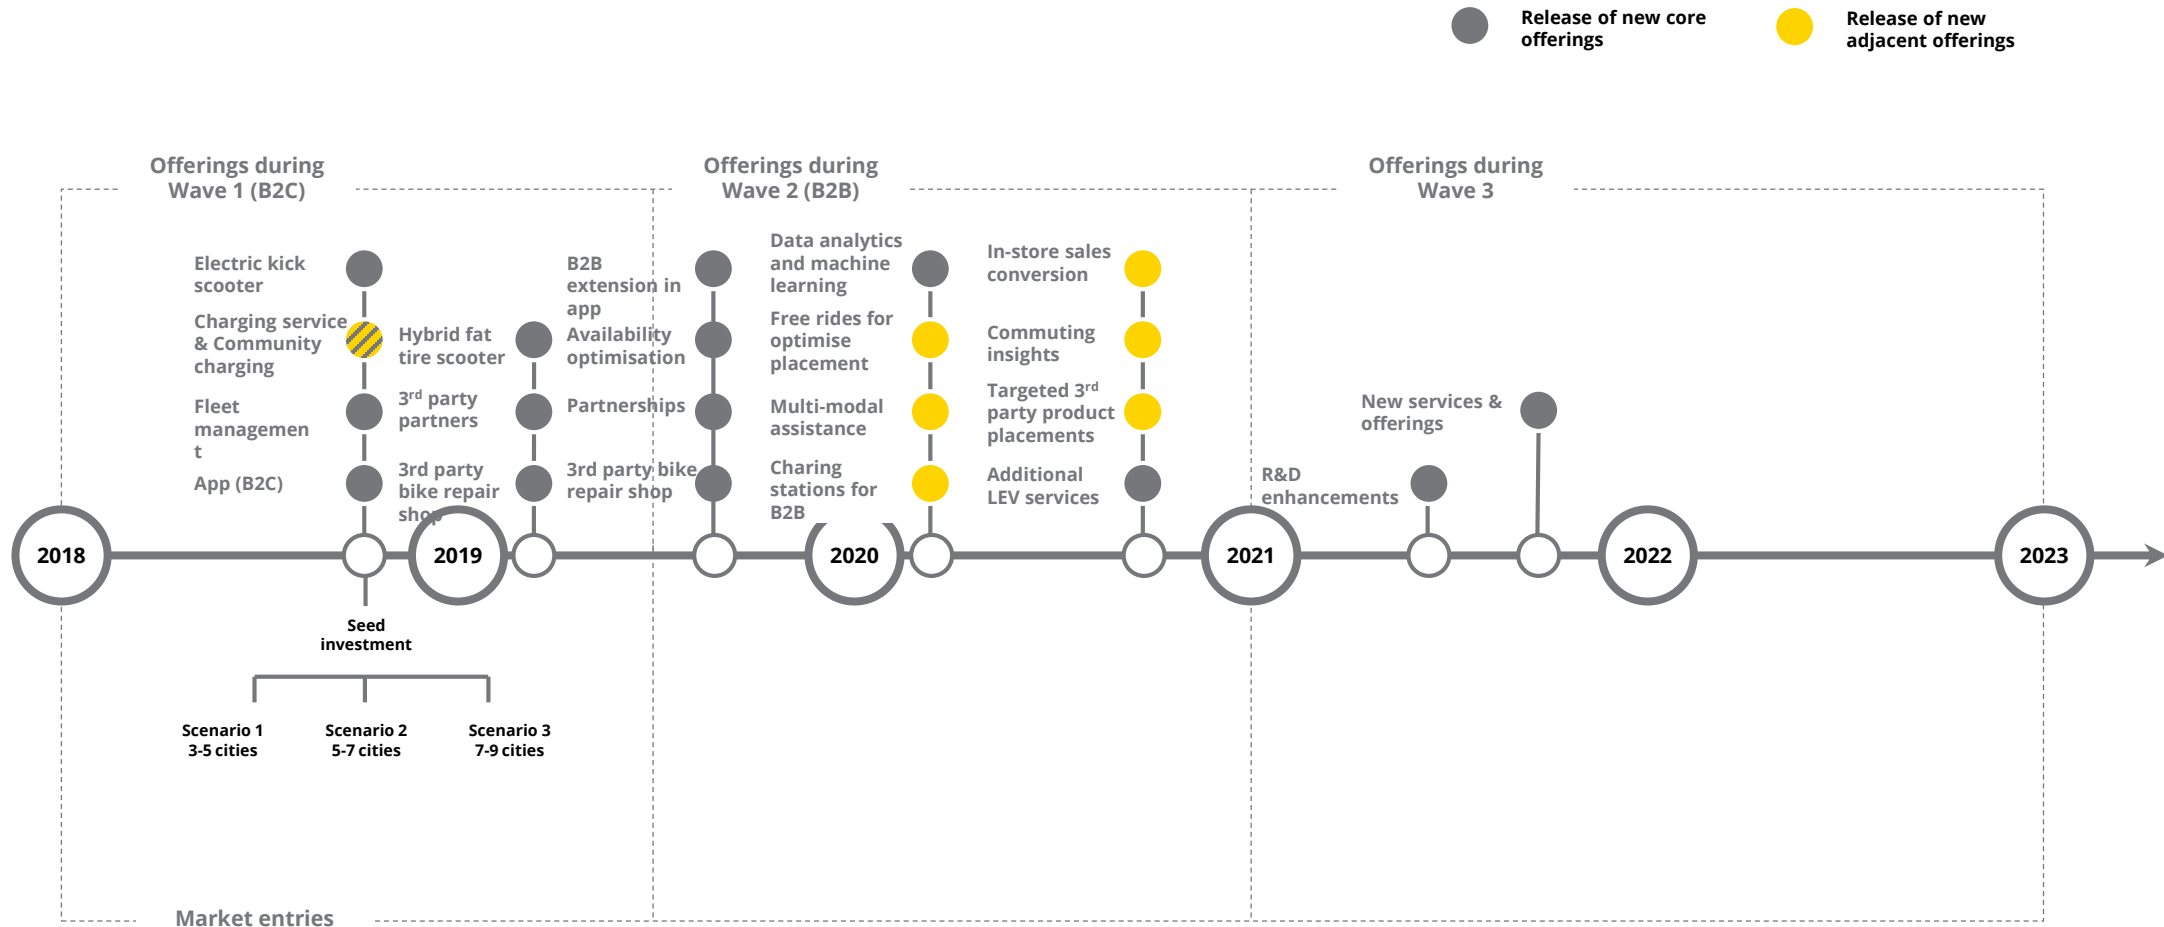 Release of new core
offerings
Release of new
adjacent offerings
Offerings during
Wave 1 (B2C)
Offerings during
Wave 2 (B2B)
Offerings during
Wave 3
Electric kick
scooter
Charging service
& Community
charging
Fleet
managemen
t
App (B2C)
Hybrid fat
tire scooter
3rd party
partners
3rd party
bike repair
shop
B2B
extension in
app
Availability
optimisation
Partnerships
3rd party bike
repair shop
Data analytics
and machine
learning
Free rides for
optimise
placement
Multi-modal
assistance
Charing
stations for
B2B
In-store sales
conversion
Commuting
insights
Targeted 3rd
party product
placements
Additional
LEV services
R&D
enhancements
New services &
offerings
2018
2019
2020
2021
2022
2023
Seed
investment
Scenario 1
3-5 cities
Scenario 2
5-7 cities
Scenario 3
7-9 cities
Market entries